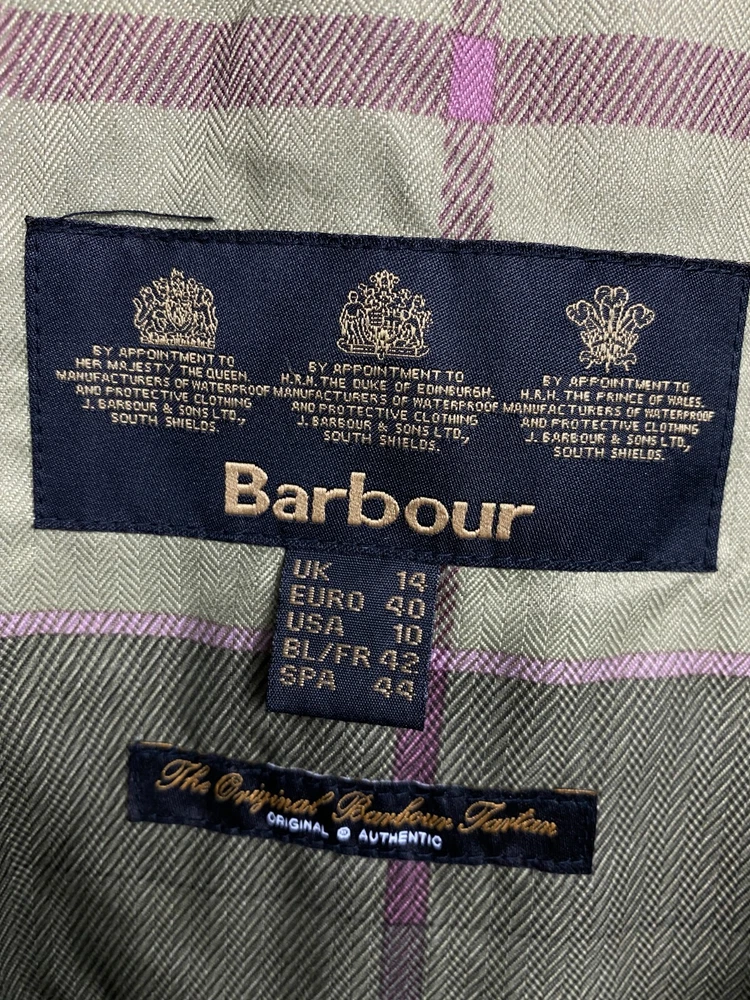 BY APPOINTMENT TO
HER MAJESTY THE QUEEN,
MANUFACTURERS OF WATERPROOF
AND PROTECTIVE CLOTHING
J. BARBOUR & SONS LTD.,
SOUTH SHIELDS.
BY APPOINTMENT TO
H.R.H. THE DUKE OF EDINBURGH.
MANUFACTURERS OF WATERPROOF
AND PROTECTIVE CLOTHING
J. BARBOUR & SONS LTD.,
SOUTH SHIELDS.
BY APPOINTMENT TO
H.R.H. THE PRINCE OF WALES.
MANUFACTURERS OF WATERPROOF
AND PROTECTIVE CLOTHING
J. BARBOUR & SONS LTD.,
SOUTH SHIELDS.
Barbour
UK 14
EURO 40
USA 10
BL/FR 42
SPA 44
The Original Barbour Tartan
ORIGINAL @ AUTHENTIC